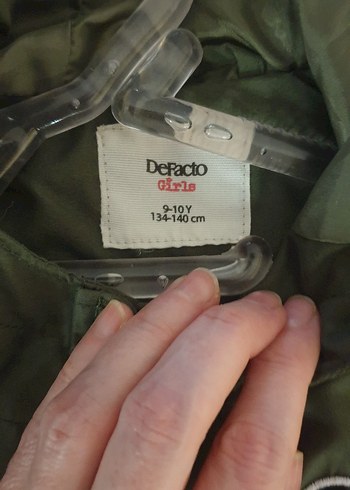 DeFacto
Girls
9-10 Y
134-140 cm